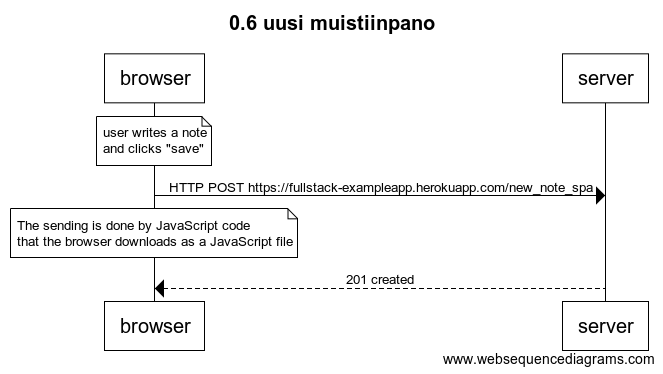 0.6 uusi muistiinpano
browser
server
user writes a note
and clicks "save"
HTTP POST https://fullstack-exampleapp.herokuapp.com/new_note_spa
The sending is done by JavaScript code
that the browser downloads as a JavaScript file
201 created
browser
server
www.websequencediagrams.com